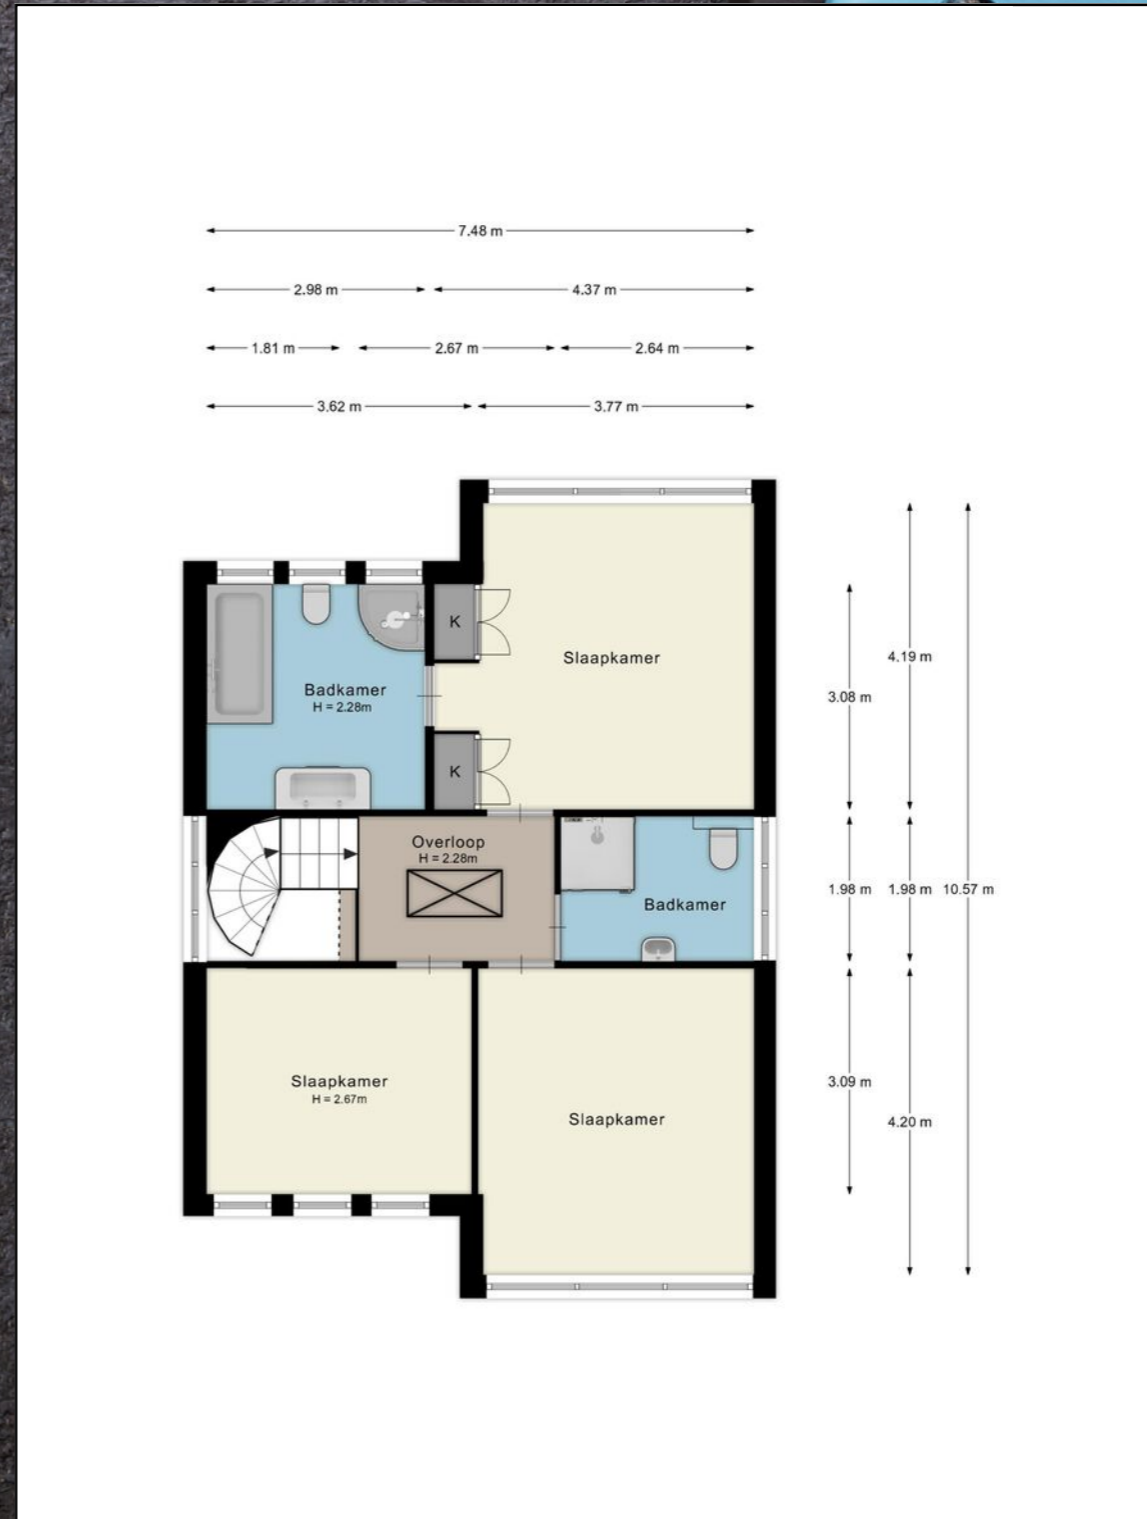 7.48 m
2.98 m
4.37 m
1.81 m
2.67 m
2.64 m
3.62 m
3.77 m
K
Slaapkamer
4.19 m
Badkamer
H = 2.28m
3.08 m
K
Overloop
H = 2.28m
Badkamer
1.98 m
1.98 m
10.57 m
Slaapkamer
H = 2.67m
3.09 m
Slaapkamer
4.20 m